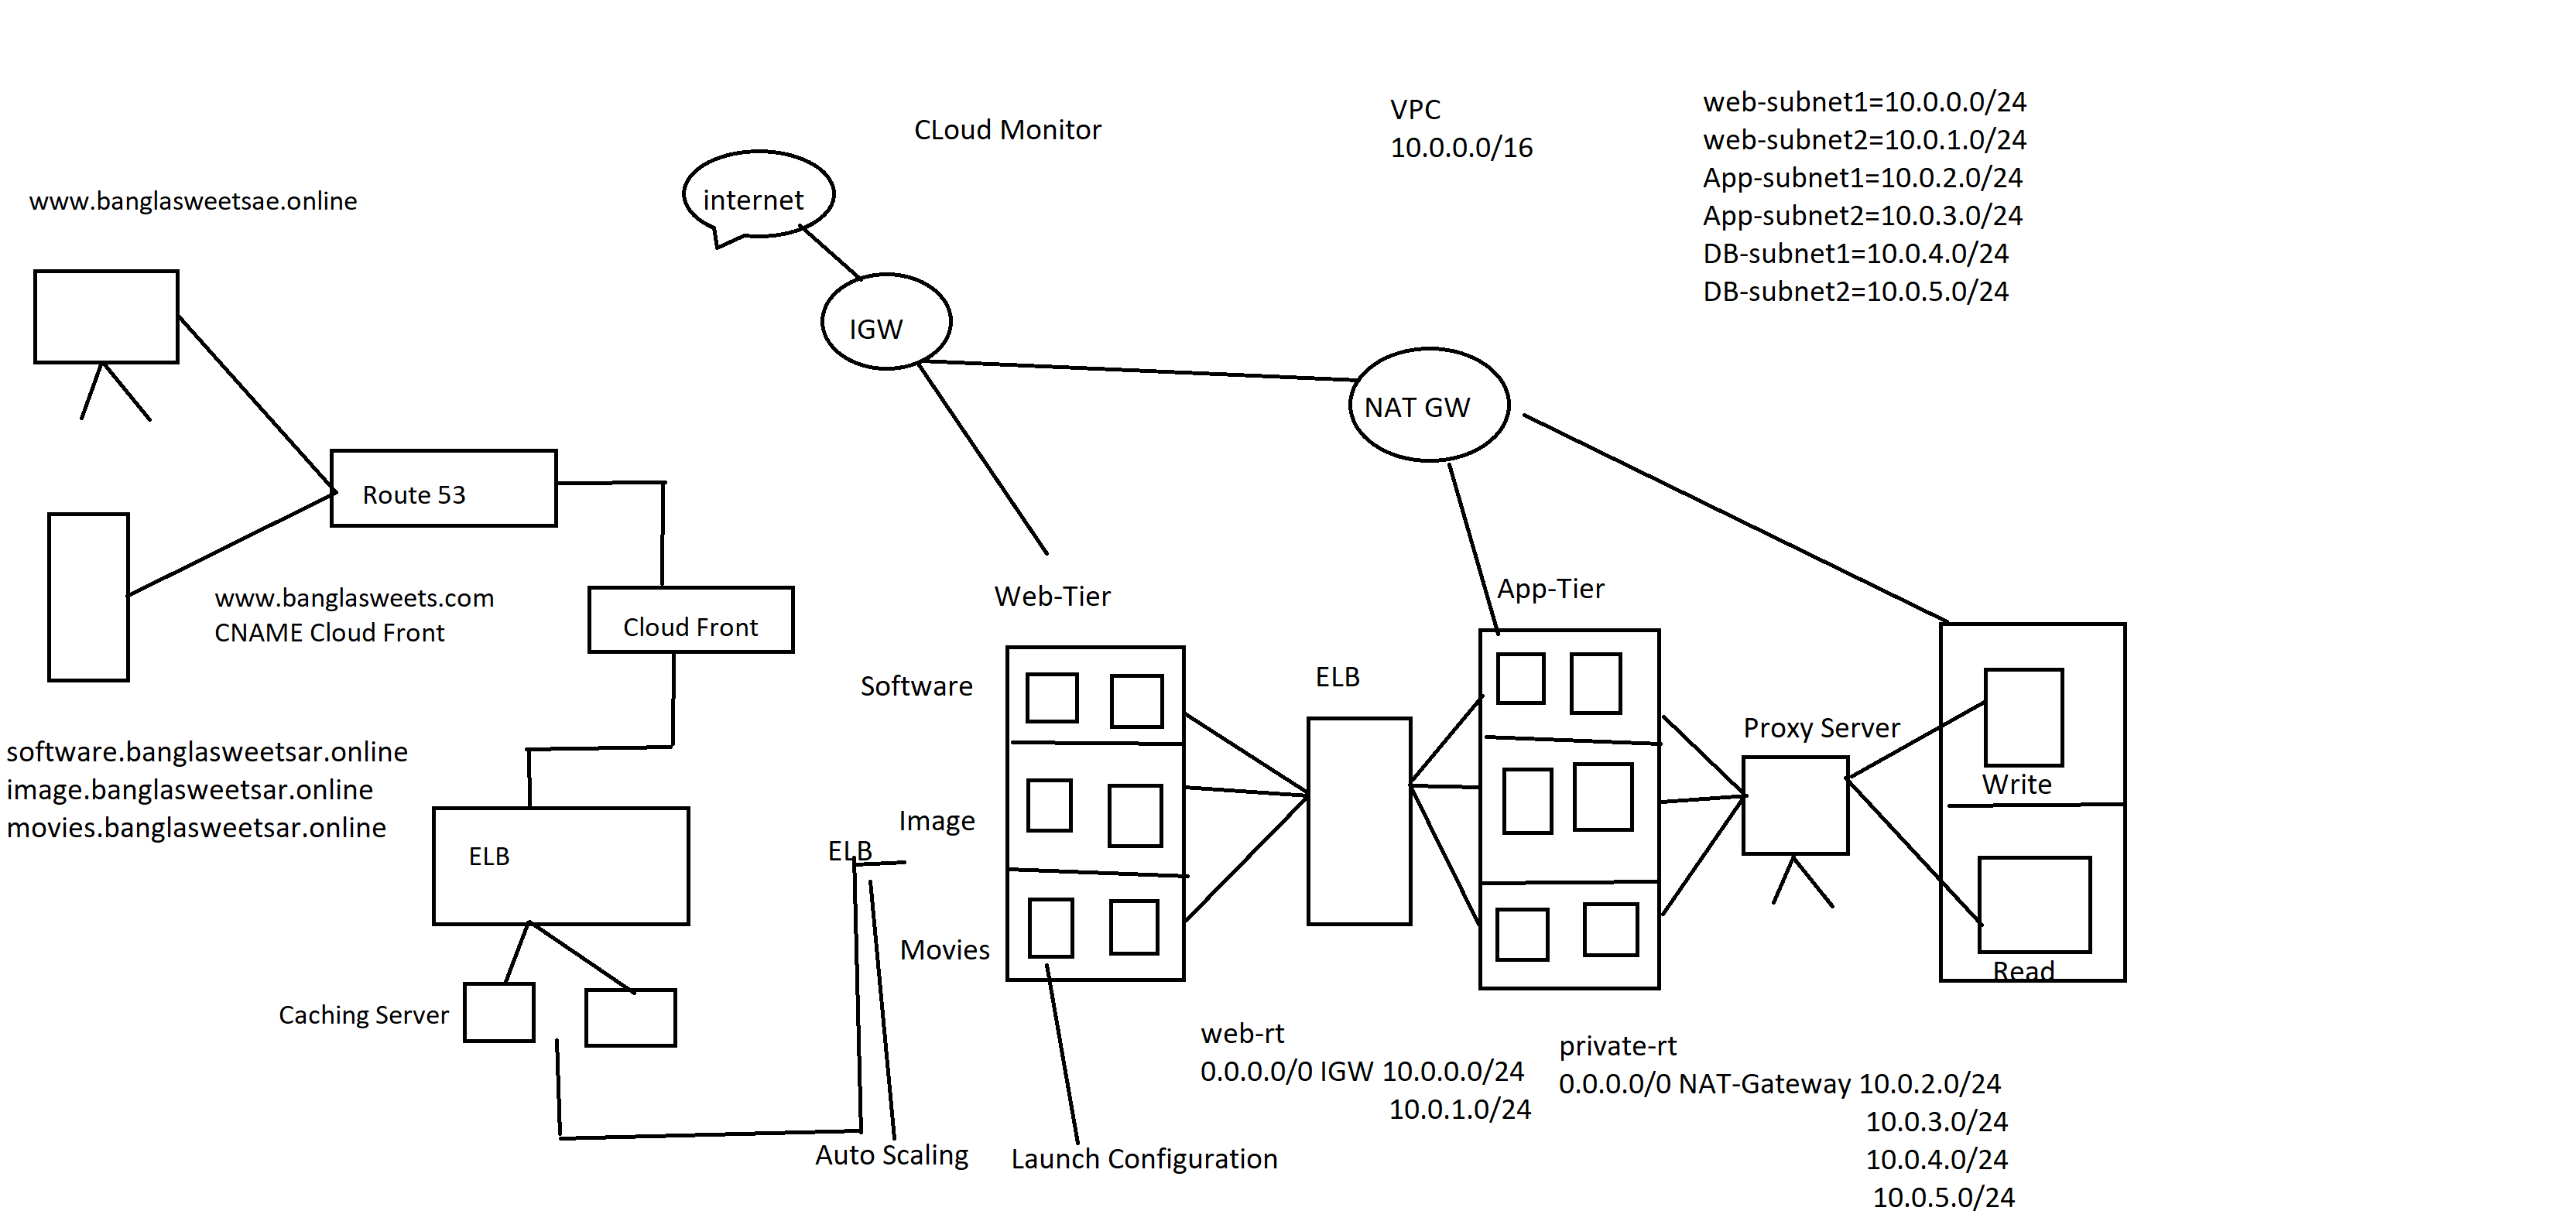 CLoud Monitor
VPC
10.0.0.0/16
web-subnet1=10.0.0.0/24
web-subnet2=10.0.1.0/24
App-subnet1=10.0.2.0/24
App-subnet2=10.0.3.0/24
DB-subnet1=10.0.4.0/24
DB-subnet2=10.0.5.0/24
www.banglasweetsae.online
internet
IGW
NAT GW
Route 53
www.banglasweets.com
CNAME Cloud Front
Cloud Front
Web-Tier
App-Tier
Software
ELB
Proxy Server
software.banglasweetsar.online
image.banglasweetsar.online
movies.banglasweetsar.online
Write
ELB
ELB
Image
Movies
Read
Caching Server
web-rt
0.0.0.0/0 IGW 10.0.0.0/24
10.0.1.0/24
private-rt
0.0.0.0/0 NAT-Gateway 10.0.2.0/24
10.0.3.0/24
10.0.4.0/24
10.0.5.0/24
Auto Scaling
Launch Configuration